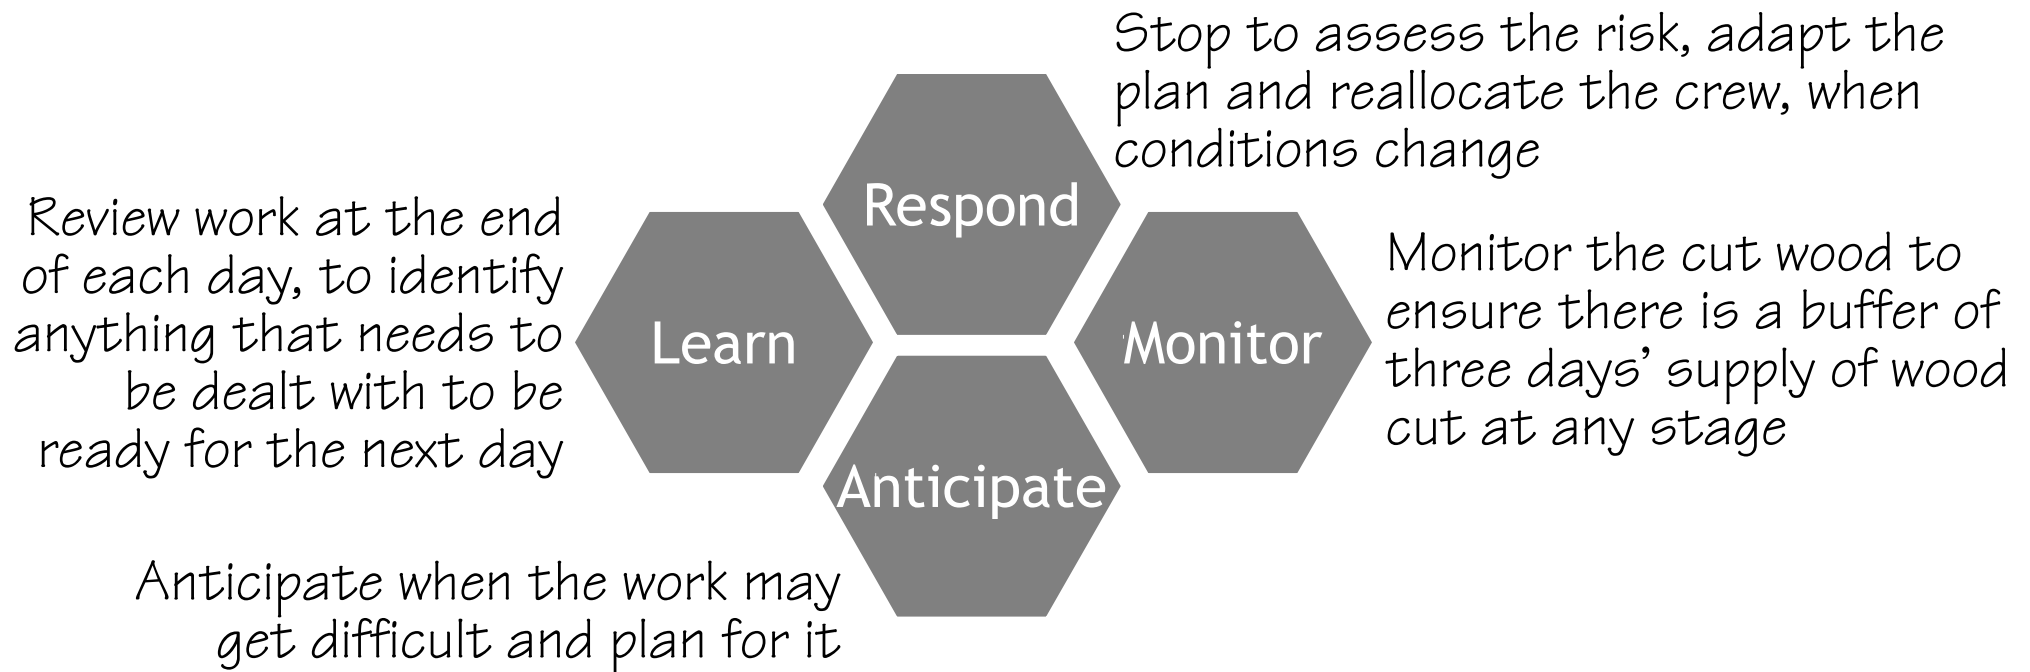 Stop to assess the risk, adapt the
plan and reallocate the crew, when
conditions change
Respond
Review work at the end
of each day, to identify
anything that needs to
be dealt with to be
ready for the next day
Learn
Monitor
Monitor the cut wood to
ensure there is a buffer of
three days’ supply of wood
cut at any stage
Anticipate
Anticipate when the work may
get difficult and plan for it